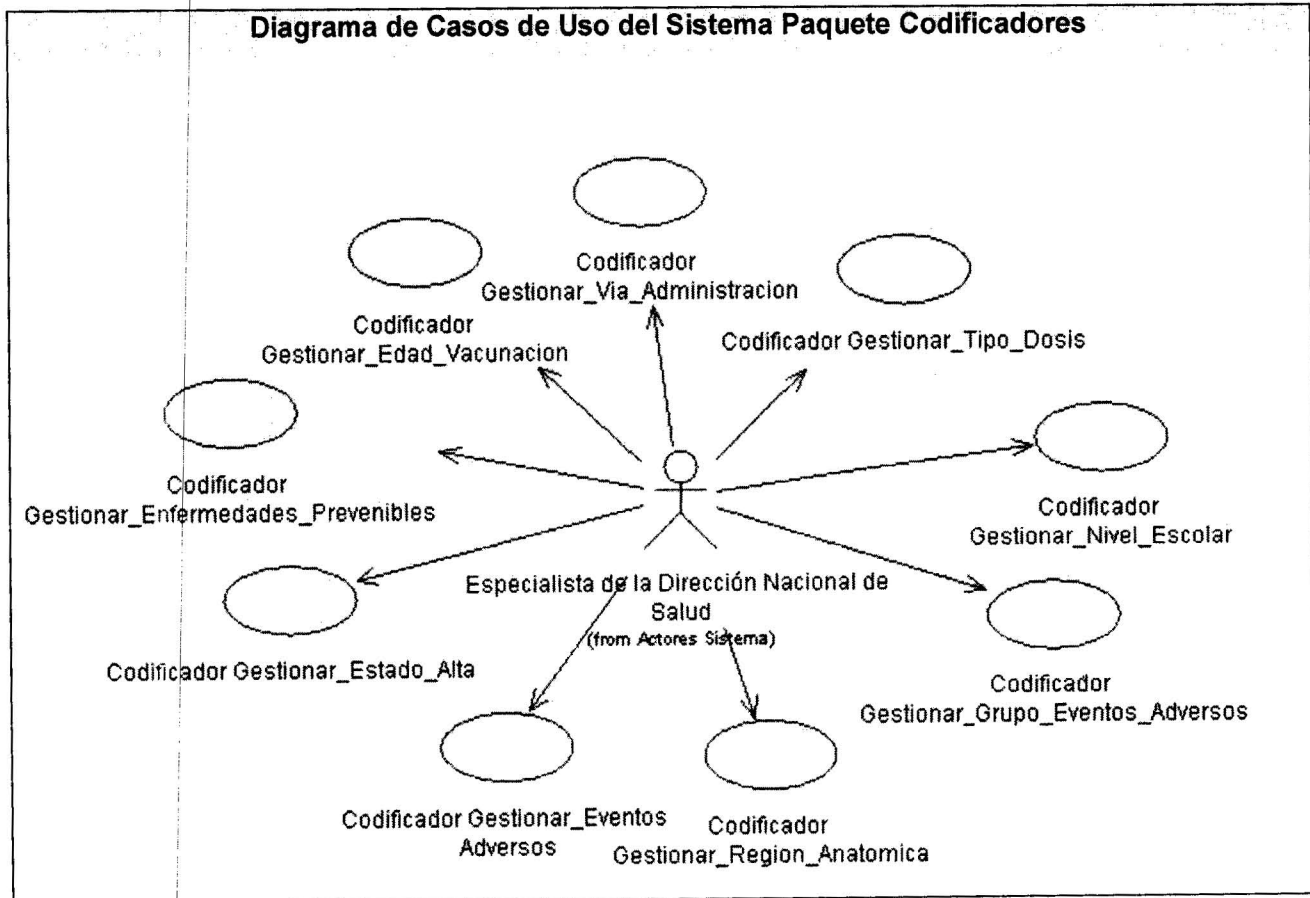 Diagrama de Casos de Uso del Sistema Paquete Codificadores
Codificador
Gestionar_Via_Administracion
Codificador
Gestionar_Edad_Vacunacion
Codificador Gestionar_Tipo_Dosis
Codificador
Gestionar_Enfermedades_Prevenibles
Codificador
Gestionar_Nivel_Escolar
Especialista de la Dirección Nacional de
Salud
(from Actores Sistema)
Codificador Gestionar_Estado_Alta
Codificador
Gestionar_Grupo_Eventos_Adversos
Codificador Gestionar_Eventos
Adversos
Codificador
Gestionar_Region_Anatomica